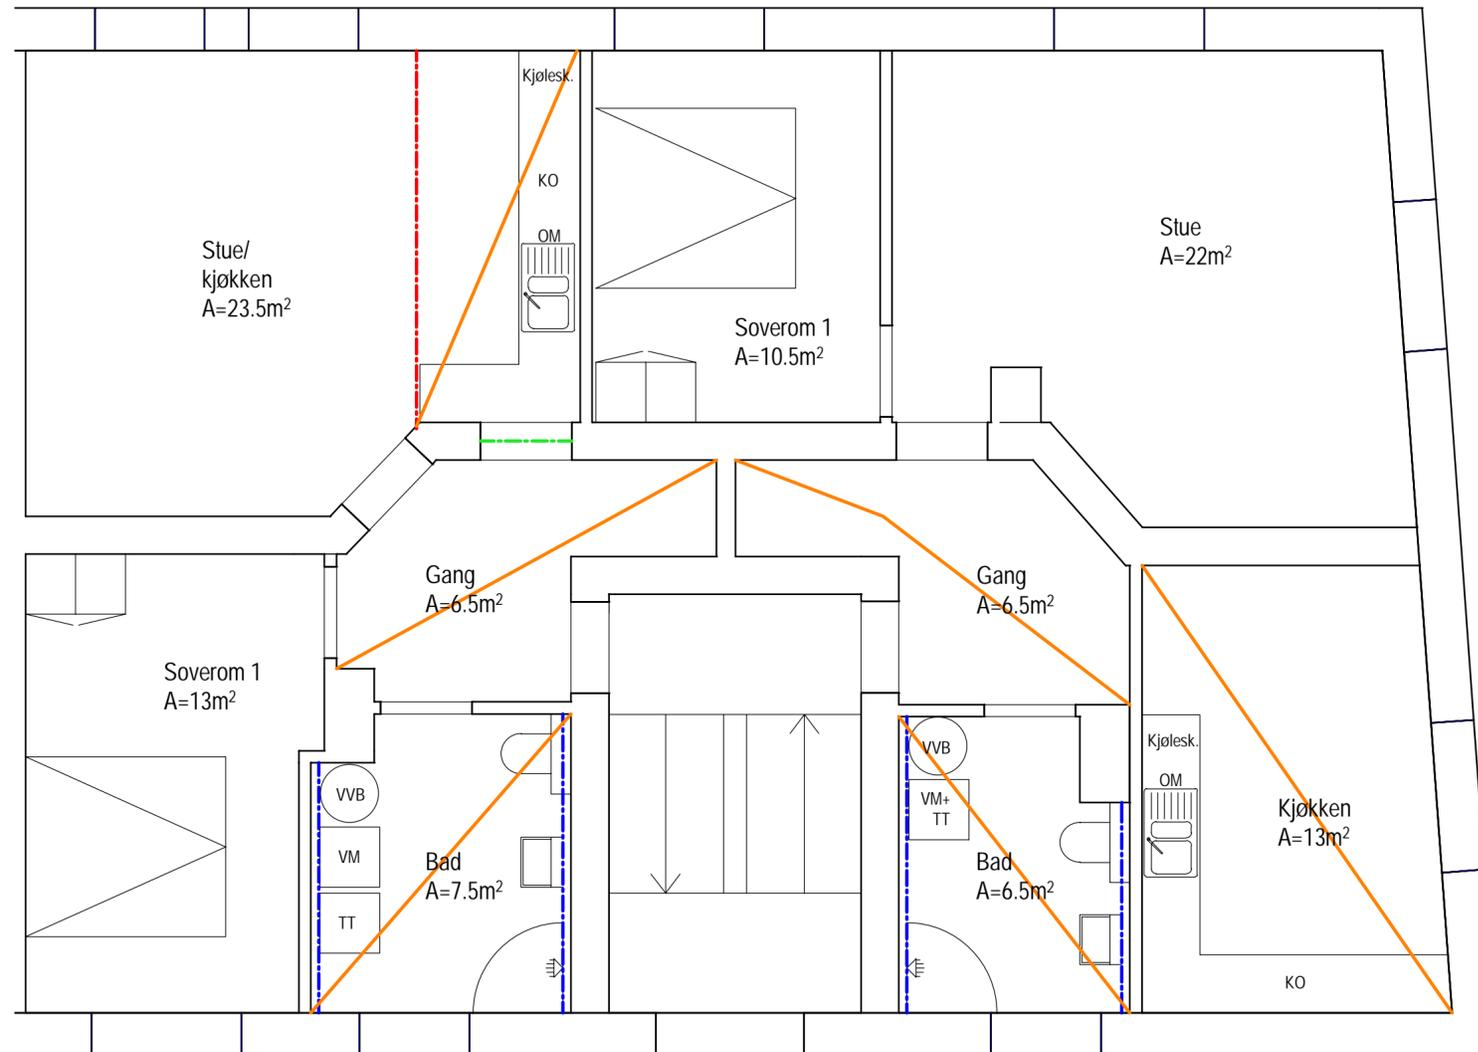 Kjølesk.
KO
OM
Stue/
kjøkken
A=23.5m²
Soverom 1
A=10.5m²
Stue
A=22m²
Gang
A=6.5m²
Gang
A=6.5m²
Soverom 1
A=13m²
VVB
VM
TT
Bad
A=7.5m²
VVB
VM+
TT
Bad
A=6.5m²
Kjølesk.
OM
Kjøkken
A=13m²
KO